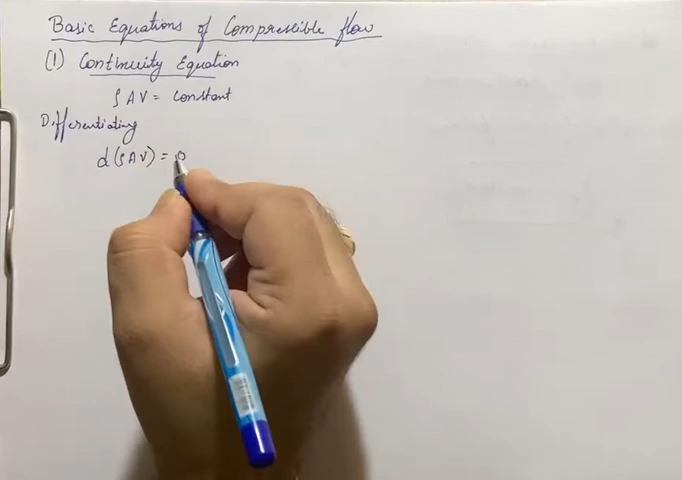 Basic Equations of Compressible flow
(1) Continuity Equation
ρAV = constant
Differentiating
d(ρAV) = 0